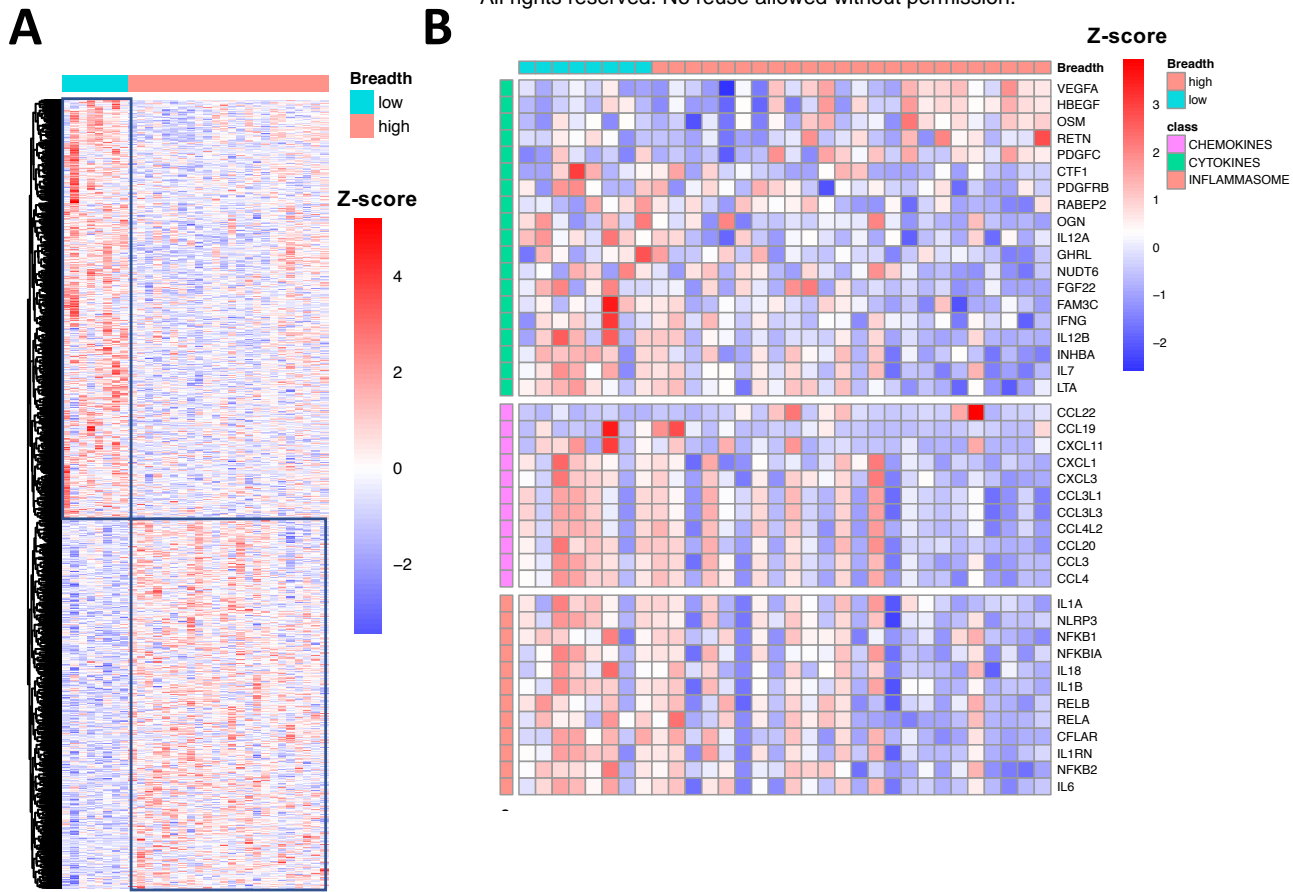 All rights reserved. No reuse allowed without permission.
A
Breadth
low
high
Z-score
4
2
0
−2
B
Z-score
3
2
1
0
−1
−2
Breadth
high
low
class
CHEMOKINES
CYTOKINES
INFLAMMASOME
Breadth
VEGFA
HBEGF
OSM
RETN
PDGFC
CTF1
PDGFRB
RABEP2
OGN
IL12A
GHRL
NUDT6
FGF22
FAM3C
IFNG
IL12B
INHBA
IL7
LTA
CCL22
CCL19
CXCL11
CXCL1
CXCL3
CCL3L1
CCL3L3
CCL4L2
CCL20
CCL3
CCL4
IL1A
NLRP3
NFKB1
NFKBIA
IL18
IL1B
RELB
RELA
CFLAR
IL1RN
NFKB2
IL6